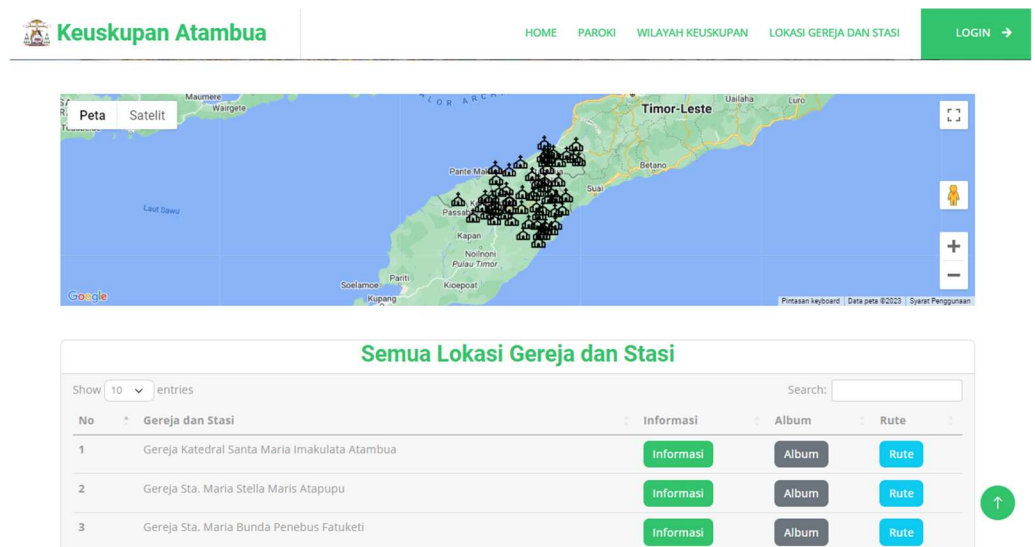 Keuskupan Atambua
HOME PAROKI WILAYAH KEUSKUPAN LOKASI GEREJA DAN STASI LOGIN →
Peta Satelit
Maumere
Wairgete
Timor-Leste
Uailaha
Luro
Betano
Suai
Laut Sawu
Kapan
Noilnoni
Pulau Timor
Pariti
Soelamoe
Kioepoat
Kupang
Google
Pintasan keyboard Data peta ©2023 Syarat Penggunaan
Semua Lokasi Gereja dan Stasi
Show 10 entries Search:
No Gereja dan Stasi Informasi Album Rute
1 Gereja Katedral Santa Maria Imakulata Atambua Informasi Album Rute
2 Gereja Sta. Maria Stella Maris Atapupu Informasi Album Rute
3 Gereja Sta. Maria Bunda Penebus Fatuketi Informasi Album Rute